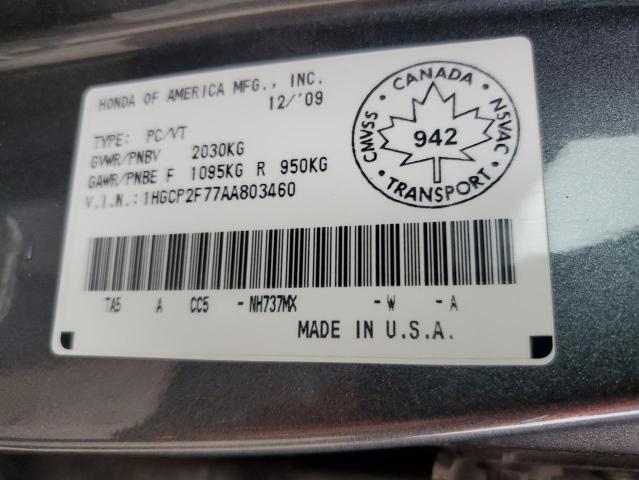 HONDA OF AMERICA MFG., INC.
12/'09
TYPE: PC/VT
GVWR/PNBV 2030KG
GAWR/PNBE F 1095KG R 950KG
V.I.N.: 1HGCP2F77AA803460
CMVSS • CANADA • NSVAC • TRANSPORT •
942
TA5 A CC5 -NH737MX -W -A
MADE IN U.S.A.